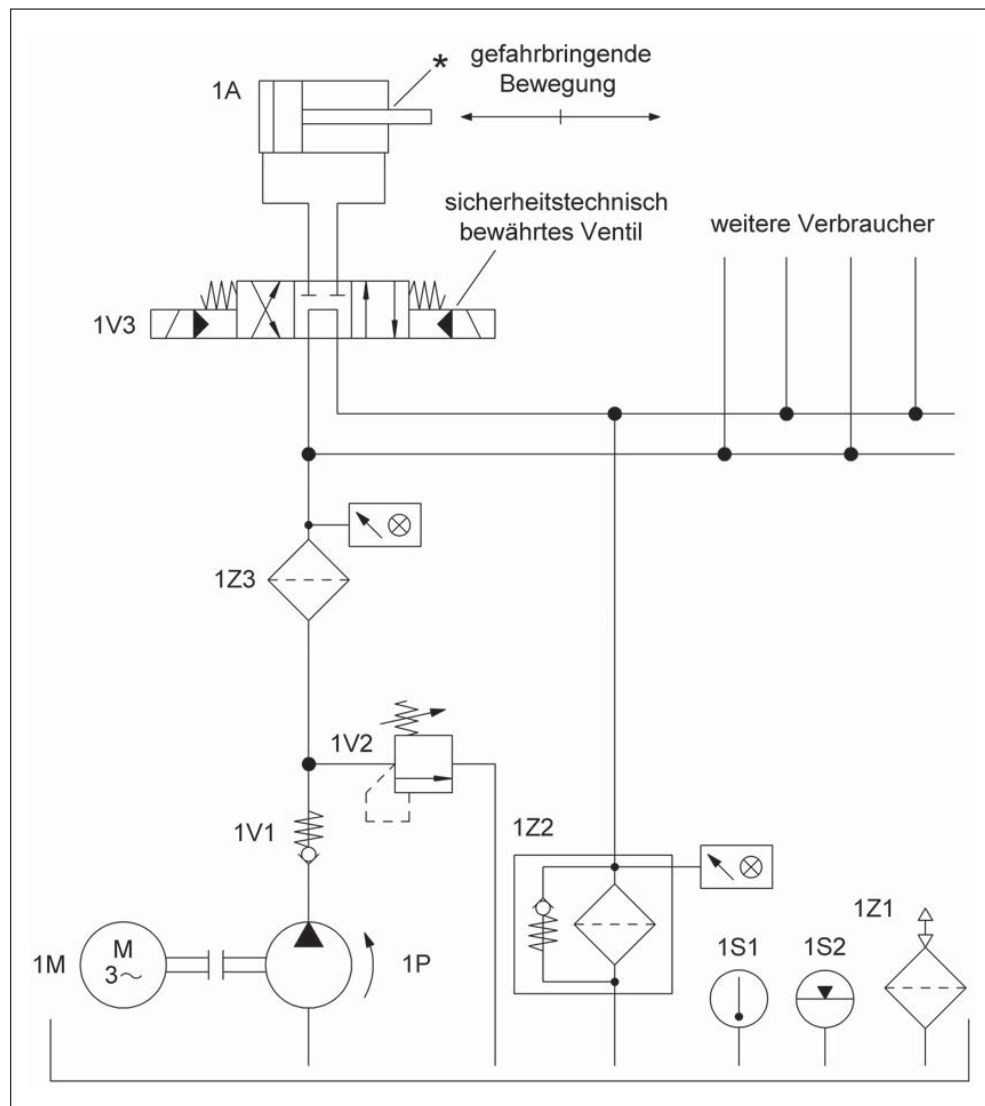 *
gefahrbringende
Bewegung
1A
sicherheitstechnisch
bewährtes Ventil
weitere Verbraucher
1V3
1Z3
1V2
1V1
1Z2
1Z1
1S1
1S2
1M
M
3~
1P